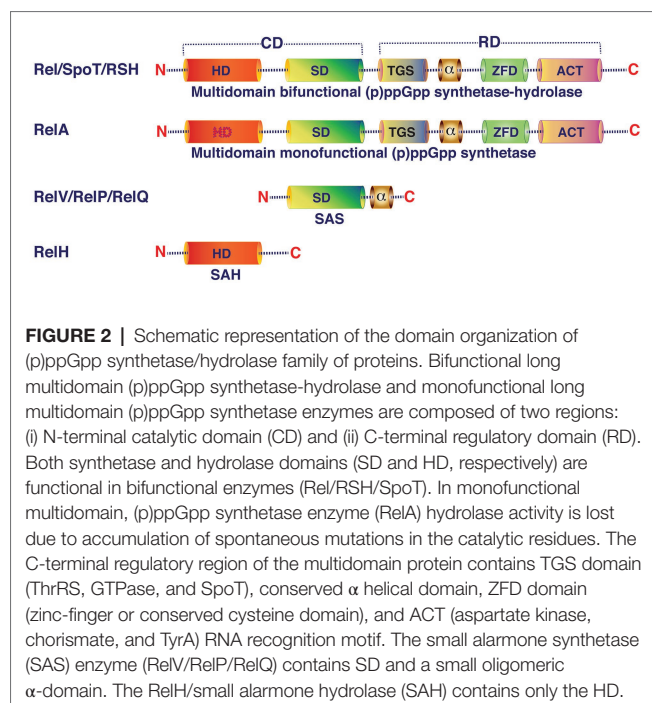 CD RD
Rel/SpoT/RSH N HD SD TGS α ZFD ACT C
Multidomain bifunctional (p)ppGpp synthetase-hydrolase
RelA N HD SD TGS α ZFD ACT C
Multidomain monofunctional (p)ppGpp synthetase
RelV/RelP/RelQ N SD α C
SAS
RelH N HD C
SAH
FIGURE 2 | Schematic representation of the domain organization of
(p)ppGpp synthetase/hydrolase family of proteins. Bifunctional long
multidomain (p)ppGpp synthetase-hydrolase and monofunctional long
multidomain (p)ppGpp synthetase enzymes are composed of two regions:
(i) N-terminal catalytic domain (CD) and (ii) C-terminal regulatory domain (RD).
Both synthetase and hydrolase domains (SD and HD, respectively) are
functional in bifunctional enzymes (Rel/RSH/SpoT). In monofunctional
multidomain, (p)ppGpp synthetase enzyme (RelA) hydrolase activity is lost
due to accumulation of spontaneous mutations in the catalytic residues. The
C-terminal regulatory region of the multidomain protein contains TGS domain
(ThrRS, GTPase, and SpoT), conserved α helical domain, ZFD domain
(zinc-finger or conserved cysteine domain), and ACT (aspartate kinase,
chorismate, and TyrA) RNA recognition motif. The small alarmone synthetase
(SAS) enzyme (RelV/RelP/RelQ) contains SD and a small oligomeric
α-domain. The RelH/small alarmone hydrolase (SAH) contains only the HD.